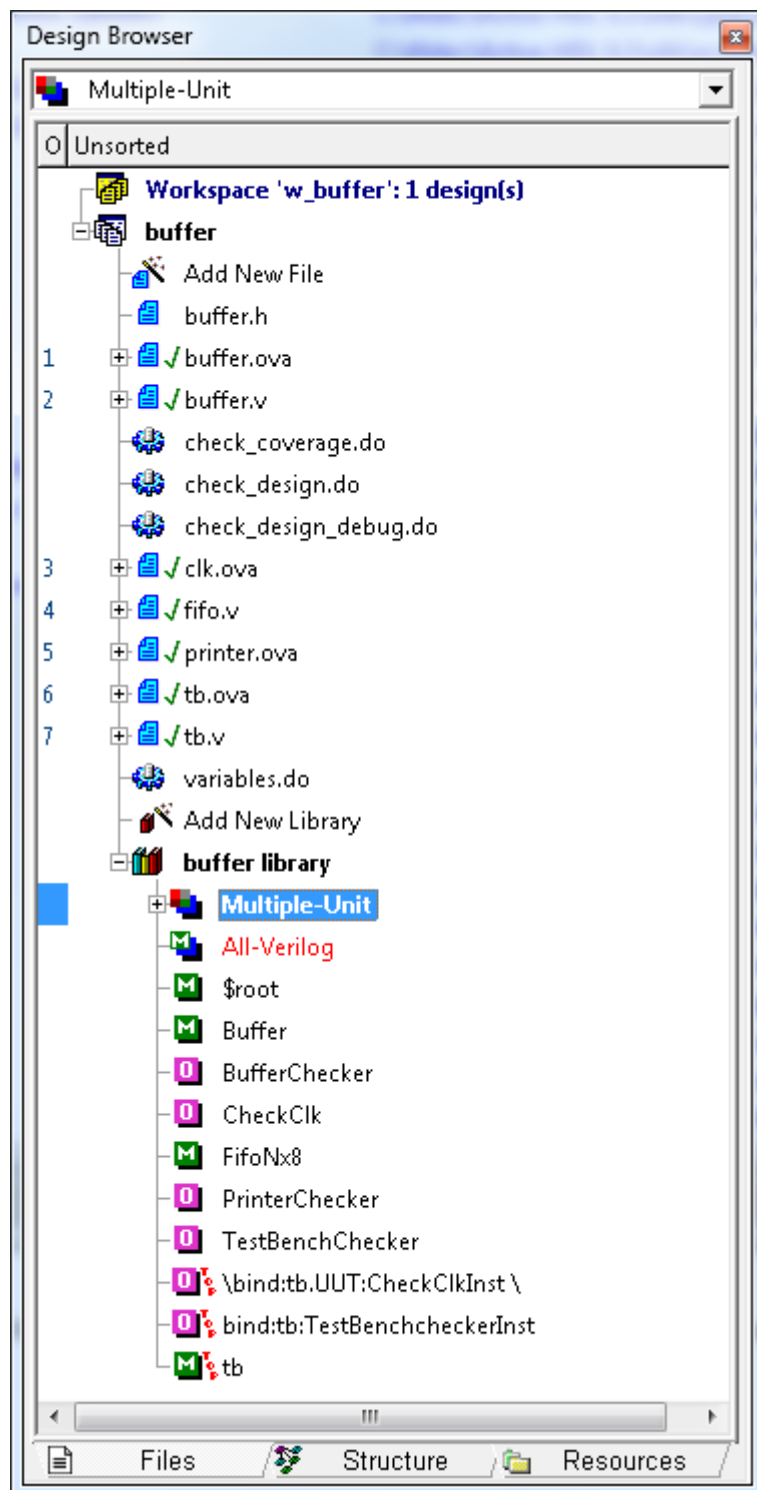 Design Browser
Multiple-Unit
O Unsorted
Workspace 'w_buffer': 1 design(s)
buffer
Add New File
buffer.h
1 buffer.ova
2 buffer.v
check_coverage.do
check_design.do
check_design_debug.do
3 clk.ova
4 fifo.v
5 printer.ova
6 tb.ova
7 tb.v
variables.do
Add New Library
buffer library
Multiple-Unit
M All-Verilog
M $root
M Buffer
O BufferChecker
O CheckClk
M FifoNx8
O PrinterChecker
O TestBenchChecker
O Top \bind:tb.UUT:CheckClkInst \
O Top bind:tb:TestBenchcheckerInst
M Top tb
Files Structure Resources